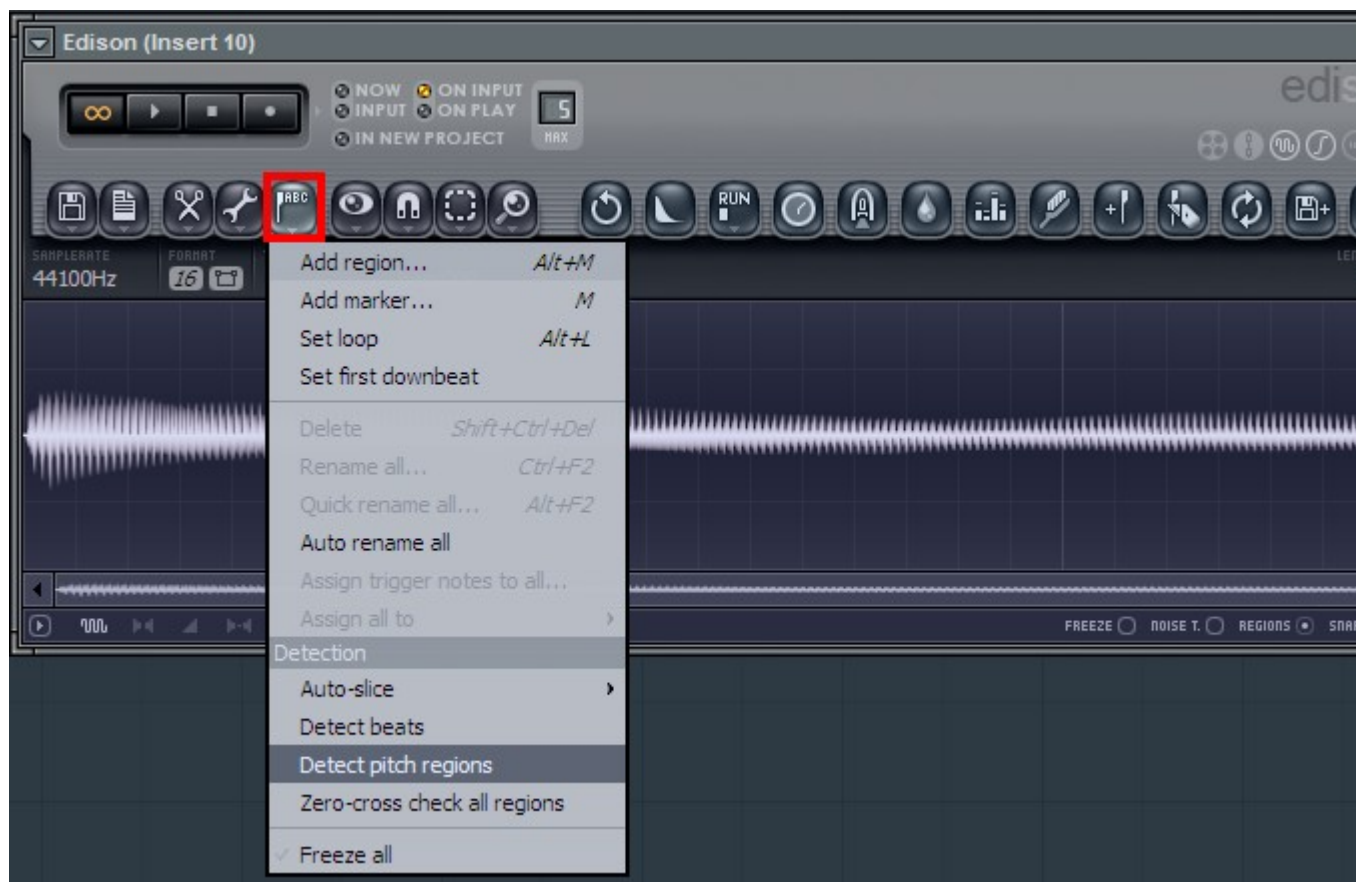 Edison (Insert 10)
NOW ON INPUT
INPUT ON PLAY
IN NEW PROJECT
5
MAX
edis
ABC
RUN
SAMPLERATE
44100Hz
FORMAT
16
LEN
Add region... Alt+M
Add marker... M
Set loop Alt+L
Set first downbeat
Delete Shift+Ctrl+Del
Rename all... Ctrl+F2
Quick rename all... Alt+F2
Auto rename all
Assign trigger notes to all...
Assign all to
Detection
Auto-slice
Detect beats
Detect pitch regions
Zero-cross check all regions
Freeze all
FREEZE NOISE T. REGIONS SNA